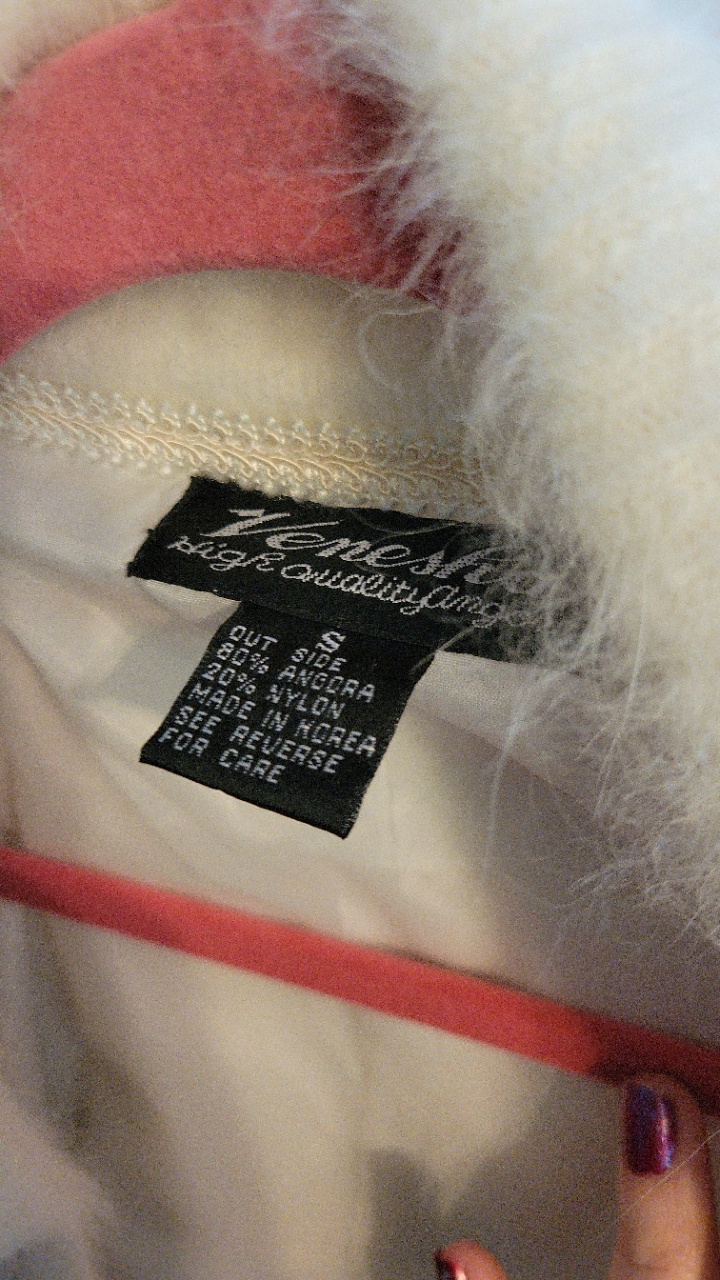 High Quality
S
OUT SIDE
80% ANGORA
20% NYLON
MADE IN KOREA
SEE REVERSE
FOR CARE